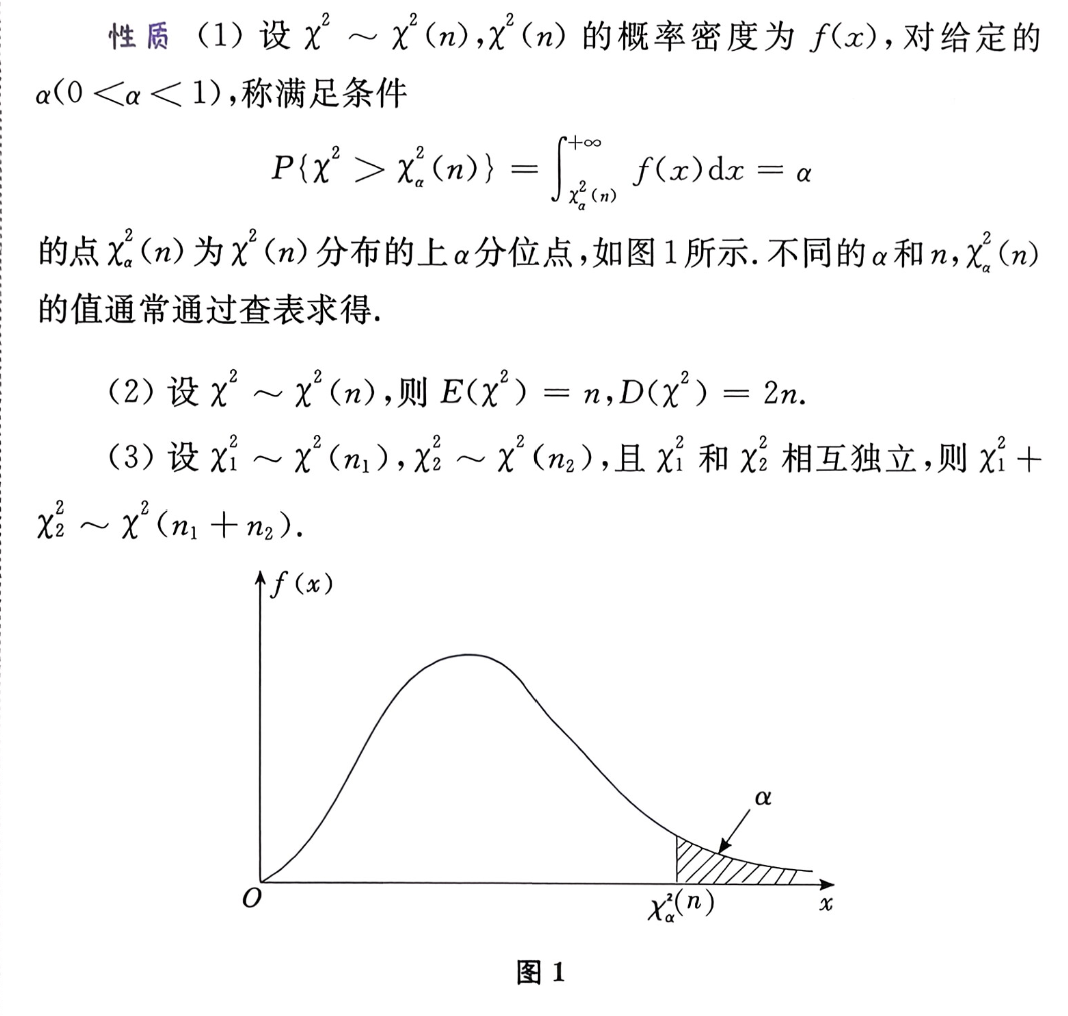 性质 (1) 设 χ² ~ χ²(n),χ²(n) 的概率密度为 f(x),对给定的
α(0<α<1),称满足条件
P{χ² > χ²_α(n)} = ∫_{χ²_α(n)}^{+∞} f(x)dx = α
的点 χ²_α(n) 为 χ²(n) 分布的上 α 分位点,如图 1 所示. 不同的 α 和 n,χ²_α(n)
的值通常通过查表求得.
(2) 设 χ² ~ χ²(n),则 E(χ²) = n,D(χ²) = 2n.
(3) 设 χ₁² ~ χ²(n₁),χ₂² ~ χ²(n₂),且 χ₁² 和 χ₂² 相互独立,则 χ₁² +
χ₂² ~ χ²(n₁ + n₂).
f(x)
α
O
χ²_α(n)
x
图 1